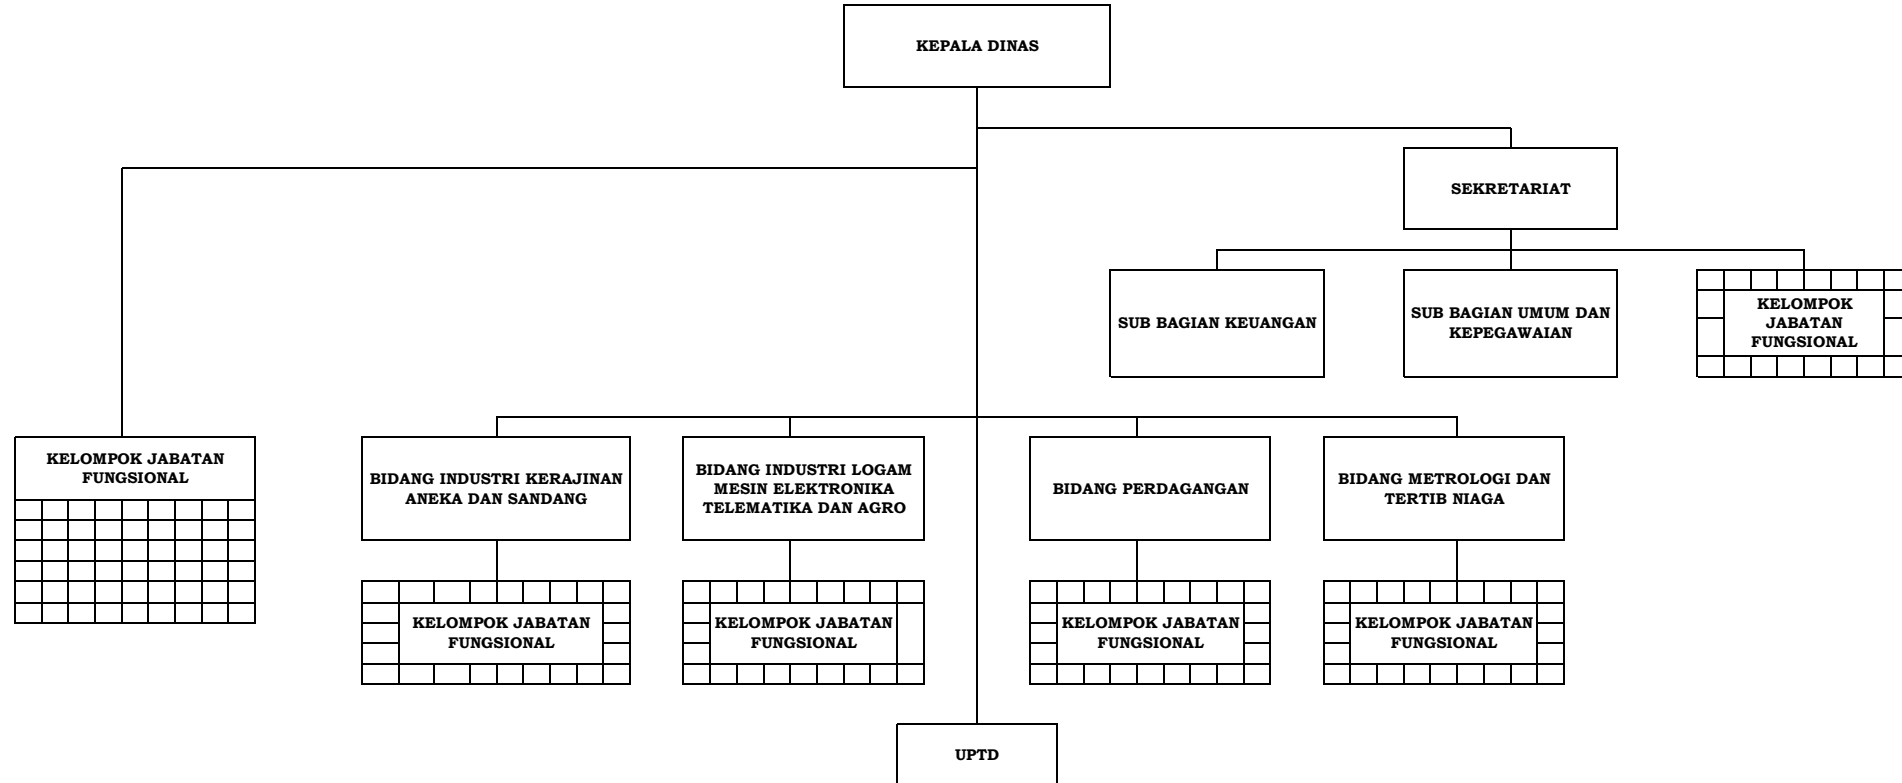 KEPALA DINAS
SEKRETARIAT
SUB BAGIAN KEUANGAN
SUB BAGIAN UMUM DAN
KEPEGAWAIAN
KELOMPOK
JABATAN
FUNGSIONAL
KELOMPOK JABATAN
FUNGSIONAL
BIDANG INDUSTRI KERAJINAN
ANEKA DAN SANDANG
BIDANG INDUSTRI LOGAM
MESIN ELEKTRONIKA
TELEMATIKA DAN AGRO
BIDANG PERDAGANGAN
BIDANG METROLOGI DAN
TERTIB NIAGA
KELOMPOK JABATAN
FUNGSIONAL
KELOMPOK JABATAN
FUNGSIONAL
KELOMPOK JABATAN
FUNGSIONAL
KELOMPOK JABATAN
FUNGSIONAL
UPTD